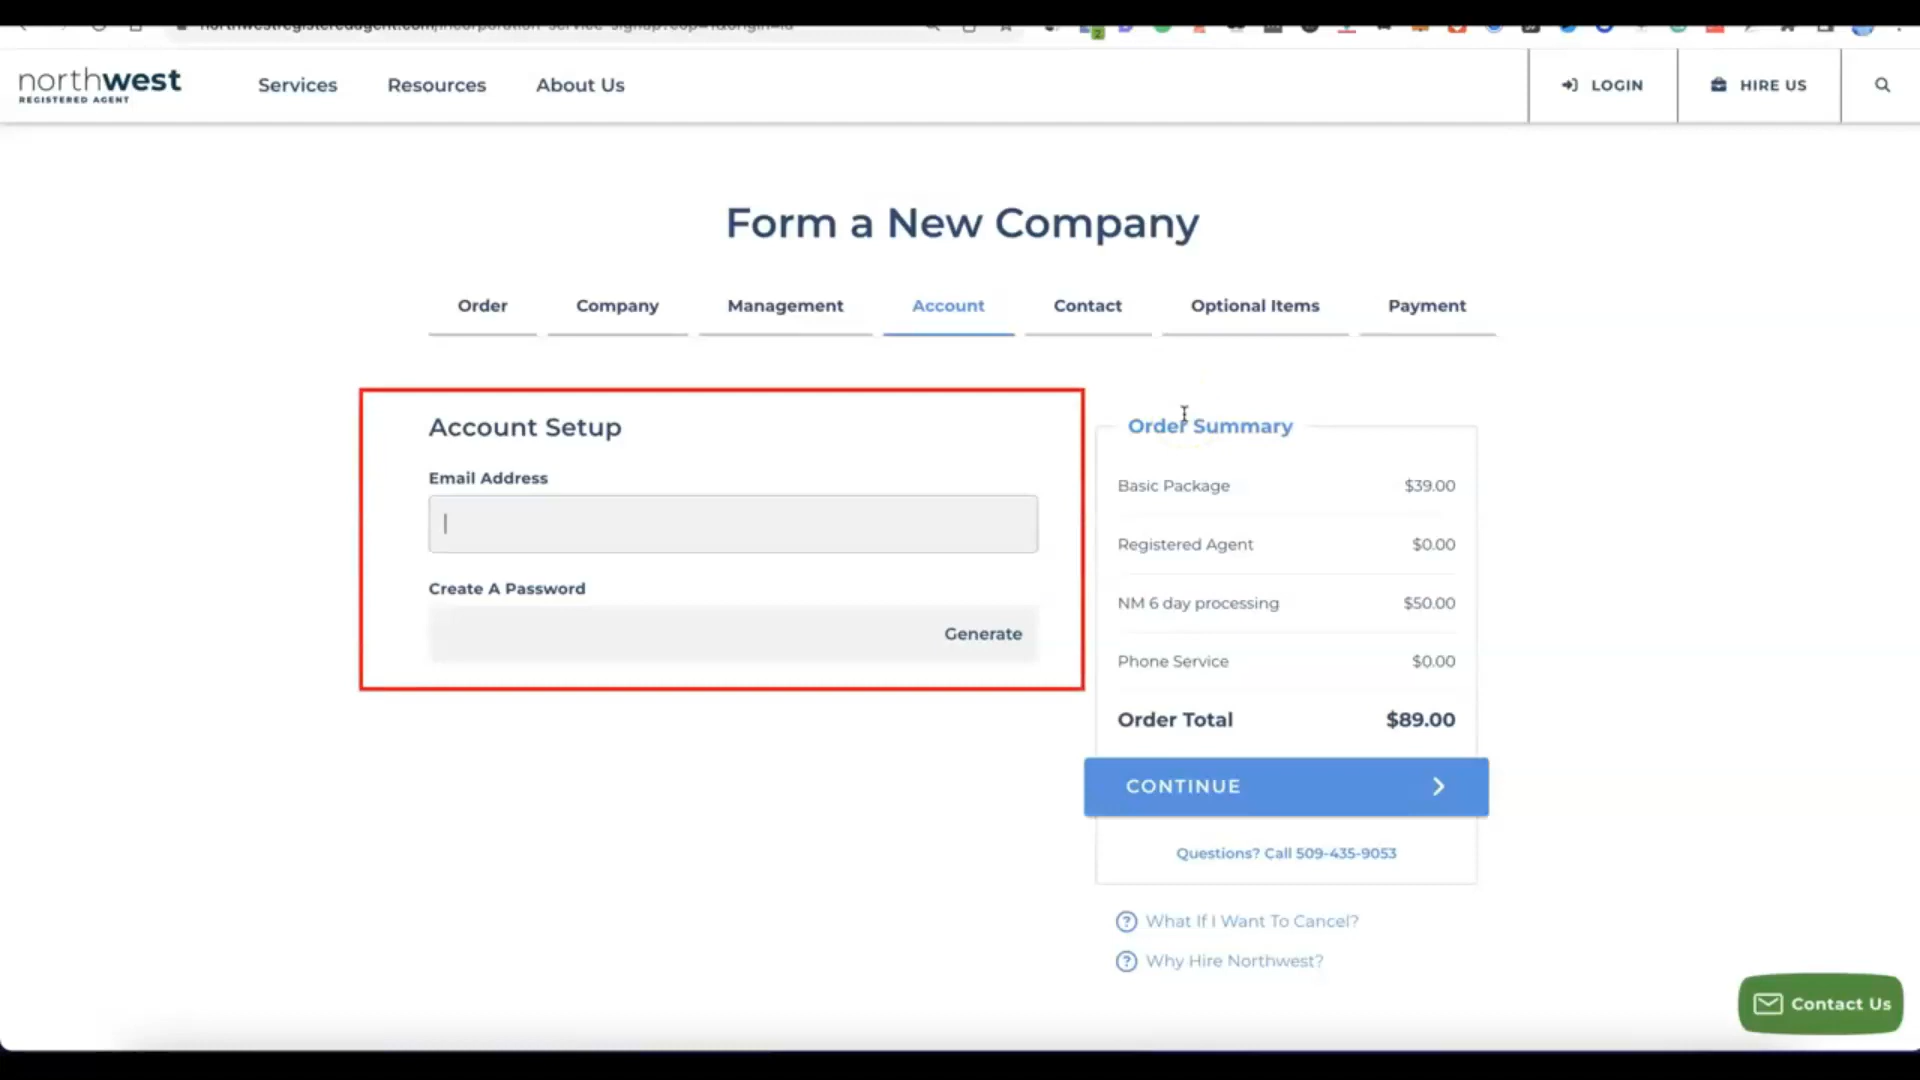 northwest
REGISTERED AGENT
Services
Resources
About Us
LOGIN
HIRE US
Form a New Company
Order
Company
Management
Account
Contact
Optional Items
Payment
Account Setup
Email Address
Create A Password
Generate
Order Summary
Basic Package $39.00
Registered Agent $0.00
NM 6 day processing $50.00
Phone Service $0.00
Order Total $89.00
CONTINUE
Questions? Call 509-435-9053
What If I Want To Cancel?
Why Hire Northwest?
Contact Us